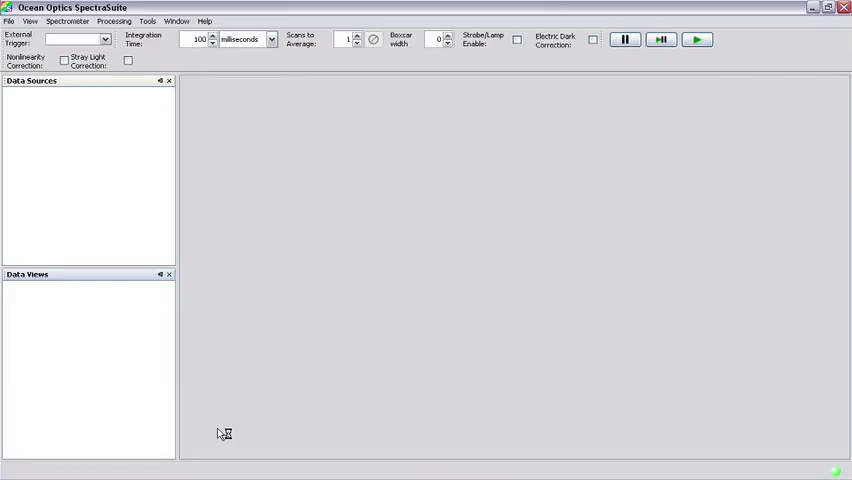 Ocean Optics SpectraSuite
File View Spectrometer Processing Tools Window Help
External Trigger:
Integration Time: 100 milliseconds
Scans to Average: 1
Boxcar width 0
Strobe/Lamp Enable:
Electric Dark Correction:
Nonlinearity Correction:
Stray Light Correction:
Data Sources
Data Views